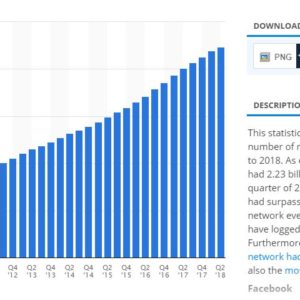 DOWNLOAD
PNG
DESCRIPTIO
This statistic
number of m
to 2018. As o
had 2.23 billi
quarter of 2
had surpass
network eve
have logged
Furthermore
network had
also the mos
Facebook
Q4 Q2 Q4 Q2 Q4 Q2 Q4 Q2 Q4 Q2 Q4 Q2
'12 '13 '13 '14 '14 '15 '15 '16 '16 '17 '17 '18